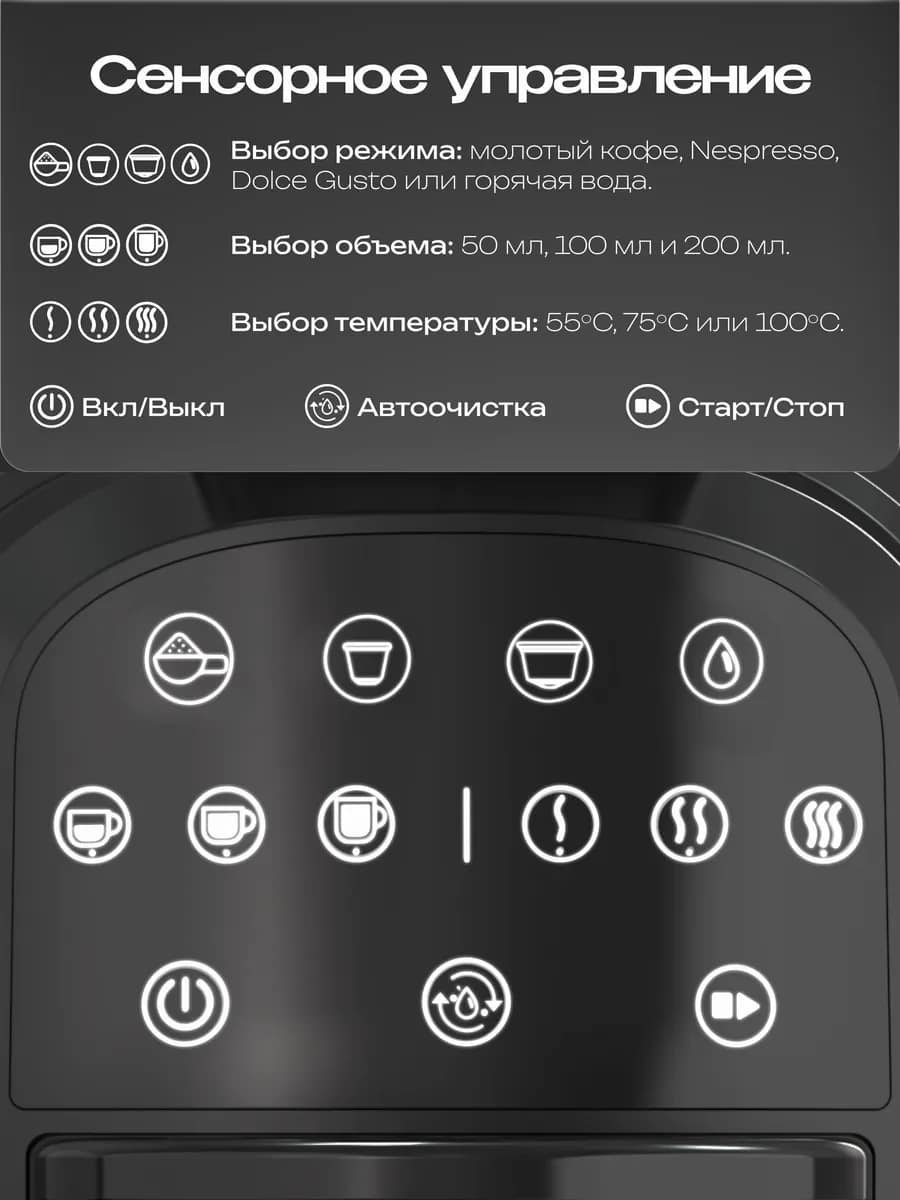 Сенсорное управление
Выбор режима: молотый кофе, Nespresso,
Dolce Gusto или горячая вода.
Выбор объема: 50 мл, 100 мл и 200 мл.
Выбор температуры: 55°C, 75°C или 100°C.
Вкл/Выкл
Автоочистка
Старт/Стоп